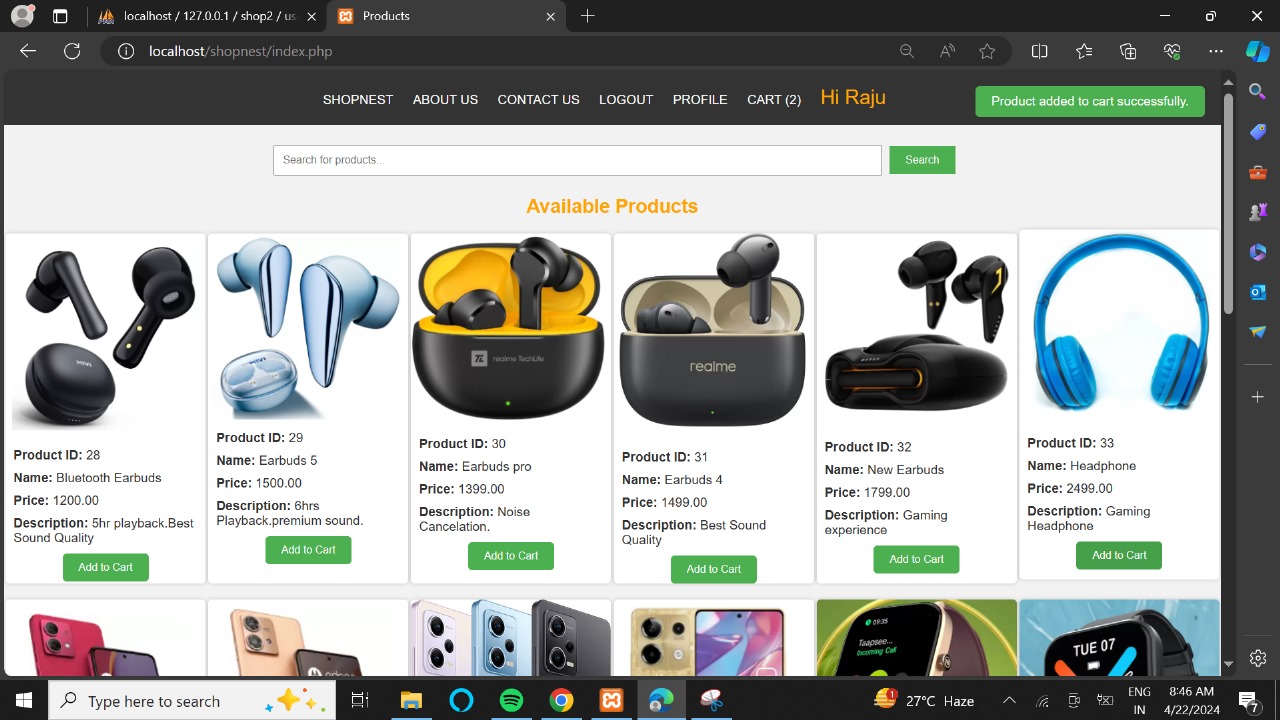 localhost / 127.0.0.1 / shop2 / us
Products
localhost/shopnest/index.php
SHOPNEST ABOUT US CONTACT US LOGOUT PROFILE CART (2) Hi Raju
Product added to cart successfully.
Search for products...
Search
Available Products
MIVI
Product ID: 28
Name: Bluetooth Earbuds
Price: 1200.00
Description: 5hr playback.Best
Sound Quality
Add to Cart
MIVI
Product ID: 29
Name: Earbuds 5
Price: 1500.00
Description: 6hrs
Playback.premium sound.
Add to Cart
realme TechLife
Product ID: 30
Name: Earbuds pro
Price: 1399.00
Description: Noise
Cancelation.
Add to Cart
realme
Product ID: 31
Name: Earbuds 4
Price: 1499.00
Description: Best Sound
Quality
Add to Cart
Product ID: 32
Name: New Earbuds
Price: 1799.00
Description: Gaming
experience
Add to Cart
Product ID: 33
Name: Headphone
Price: 2499.00
Description: Gaming
Headphone
Add to Cart
09:35
Taapsee...
Incoming Call
TUE 07
Type here to search
1
27°C Haze
ENG
IN
8:46 AM
4/22/2024
7